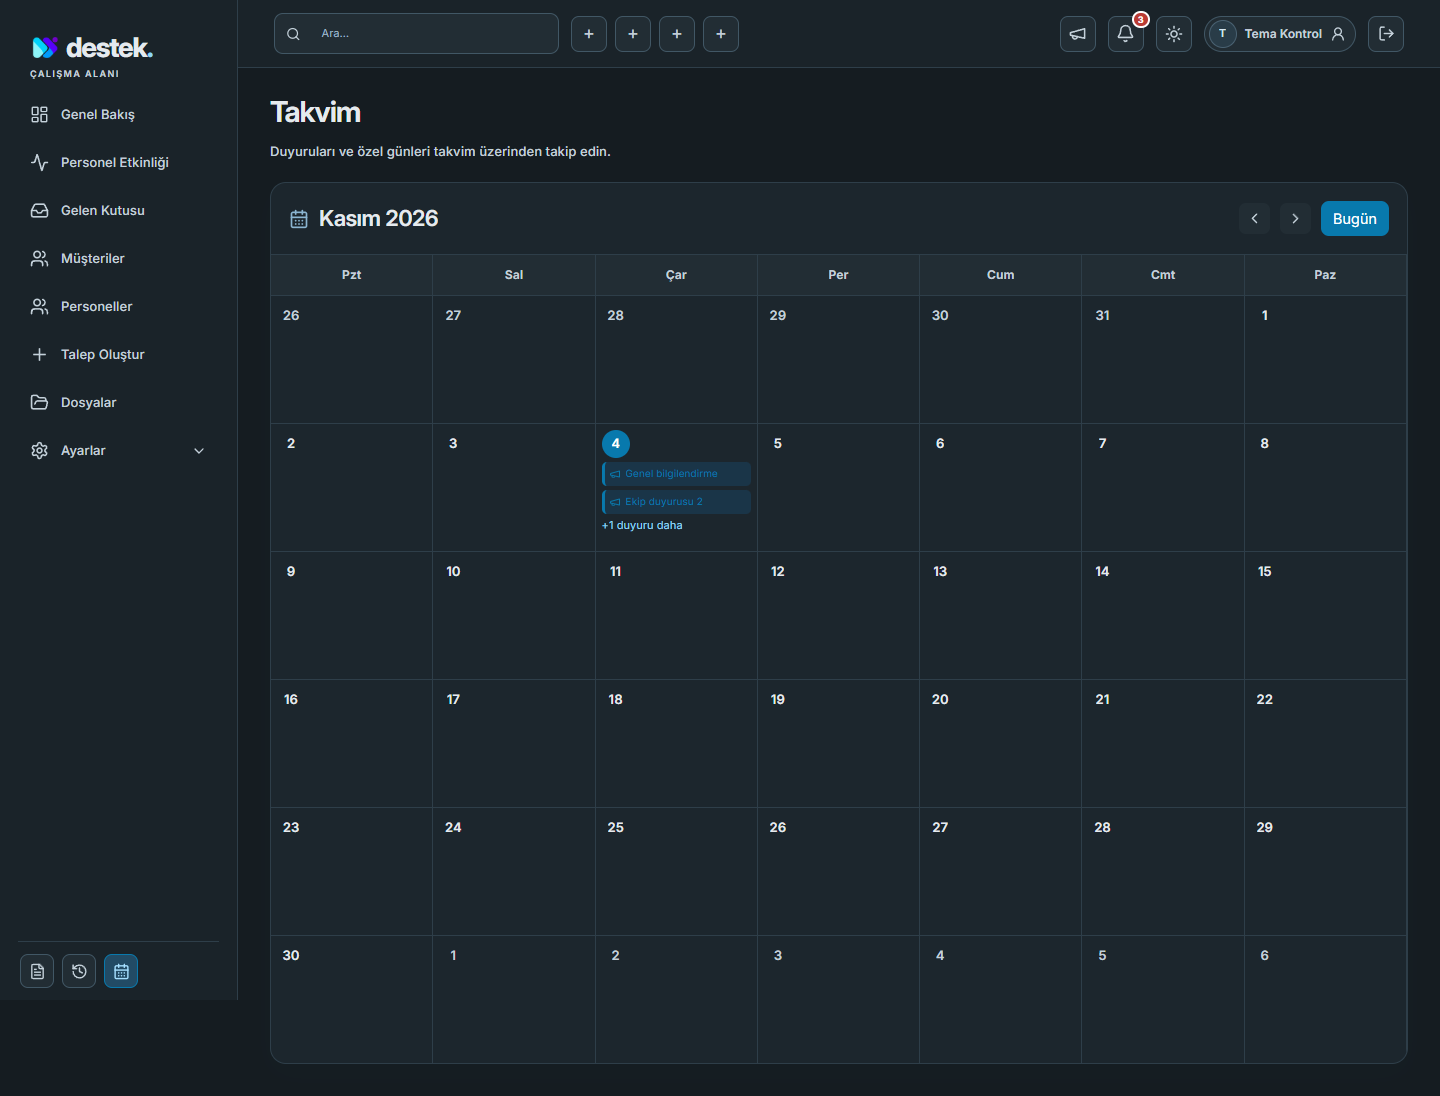 destek.
ÇALIŞMA ALANI
Genel Bakış
Personel Etkinliği
Gelen Kutusu
Müşteriler
Personeller
Talep Oluştur
Dosyalar
Ayarlar
Ara...
+ + + +
3
T Tema Kontrol
Takvim
Duyuruları ve özel günleri takvim üzerinden takip edin.
Kasım 2026
Bugün
Pzt Sal Çar Per Cum Cmt Paz
26 27 28 29 30 31 1
2 3 4 5 6 7 8
Genel bilgilendirme
Ekip duyurusu 2
+1 duyuru daha
9 10 11 12 13 14 15
16 17 18 19 20 21 22
23 24 25 26 27 28 29
30 1 2 3 4 5 6